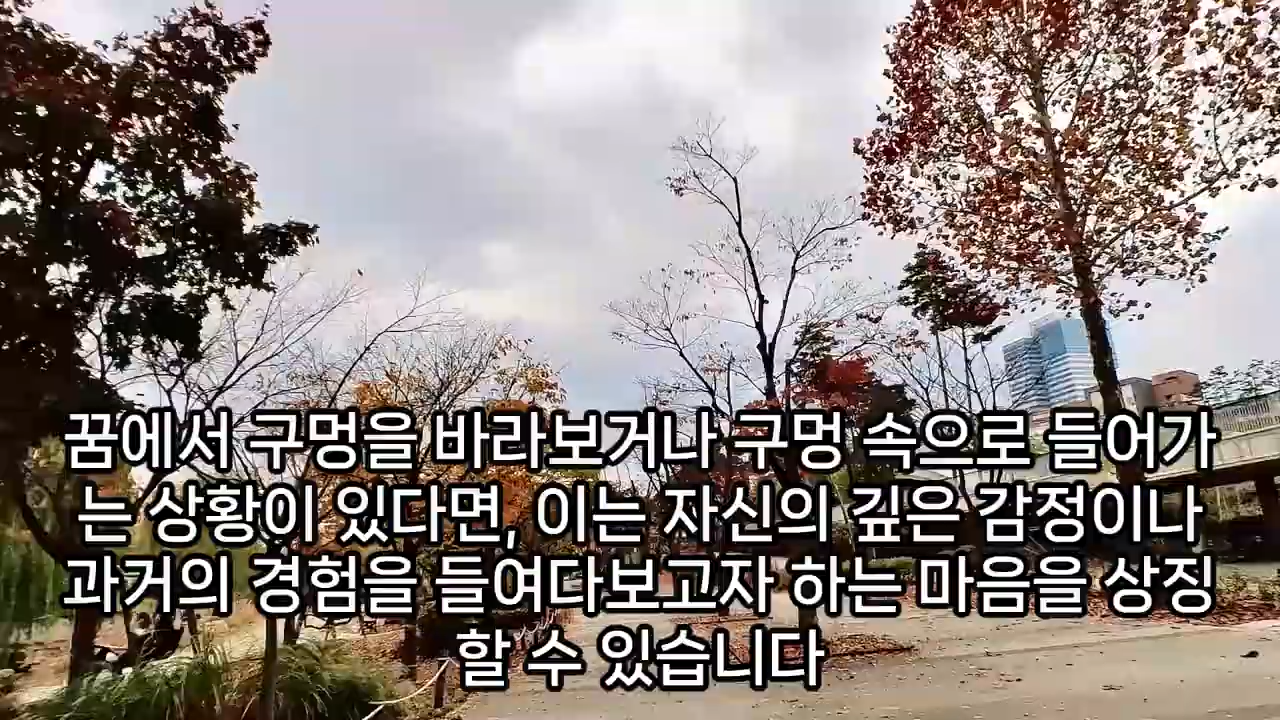 꿈에서 구멍을 바라보거나 구멍 속으로 들어가
는 상황이 있다면, 이는 자신의 깊은 감정이나
과거의 경험을 들여다보고자 하는 마음을 상징
할 수 있습니다